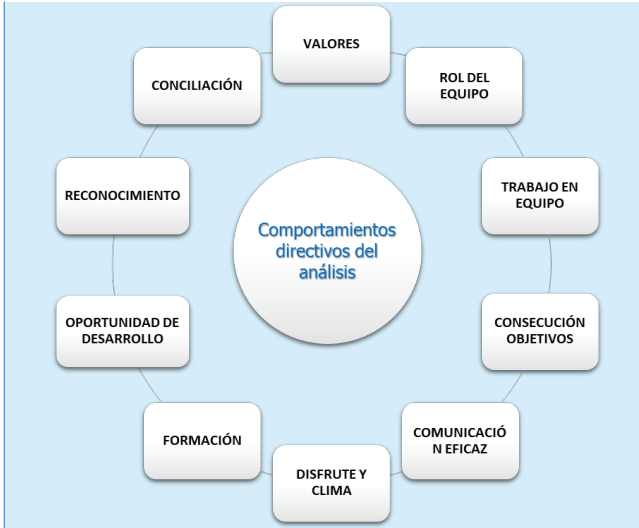 VALORES
ROL DEL
EQUIPO
TRABAJO EN
EQUIPO
CONSECUCIÓN
OBJETIVOS
COMUNICACIÓ
N EFICAZ
DISFRUTE Y
CLIMA
FORMACIÓN
OPORTUNIDAD DE
DESARROLLO
RECONOCIMIENTO
CONCILIACIÓN
Comportamientos
directivos del
análisis